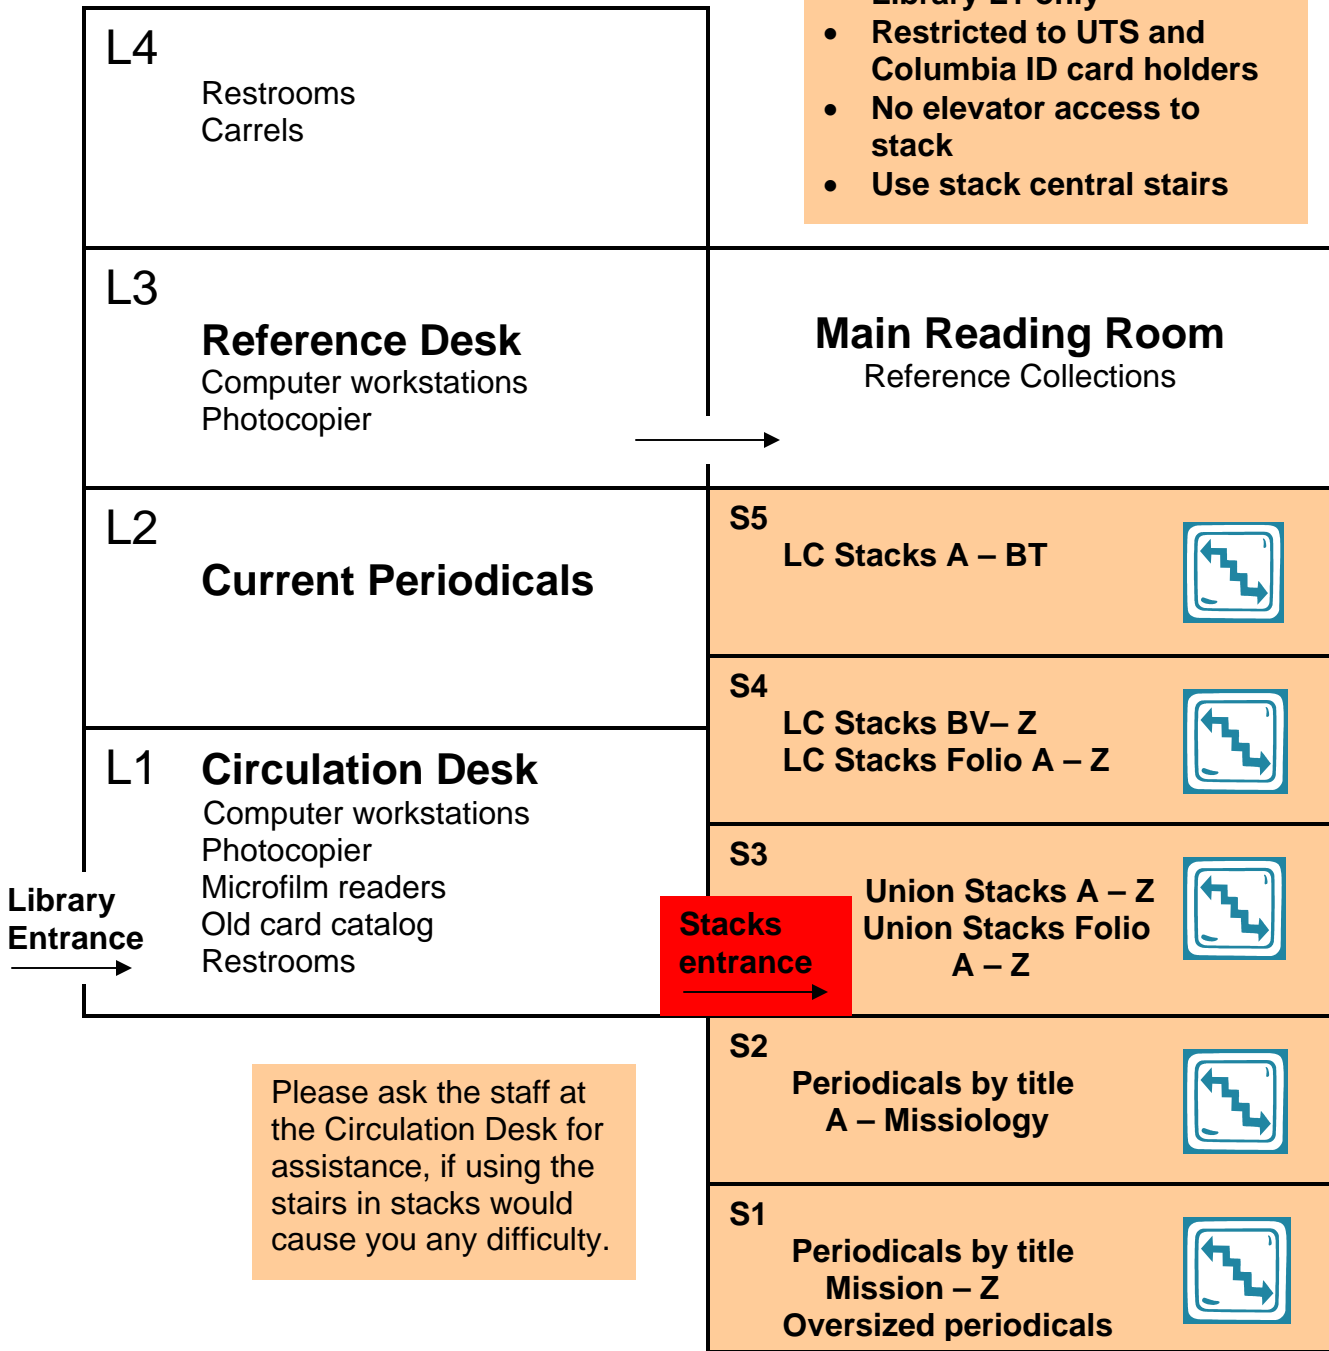 Library L1 only
• Restricted to UTS and
Columbia ID card holders
• No elevator access to
stack
• Use stack central stairs
L4
Restrooms
Carrels
L3
Reference Desk
Computer workstations
Photocopier
Main Reading Room
Reference Collections
L2
Current Periodicals
S5
LC Stacks A – BT
S4
LC Stacks BV– Z
LC Stacks Folio A – Z
L1 Circulation Desk
Computer workstations
Photocopier
Microfilm readers
Old card catalog
Restrooms
Library
Entrance
Stacks
entrance
S3
Union Stacks A – Z
Union Stacks Folio
A – Z
S2
Periodicals by title
A – Missiology
Please ask the staff at
the Circulation Desk for
assistance, if using the
stairs in stacks would
cause you any difficulty.
S1
Periodicals by title
Mission – Z
Oversized periodicals